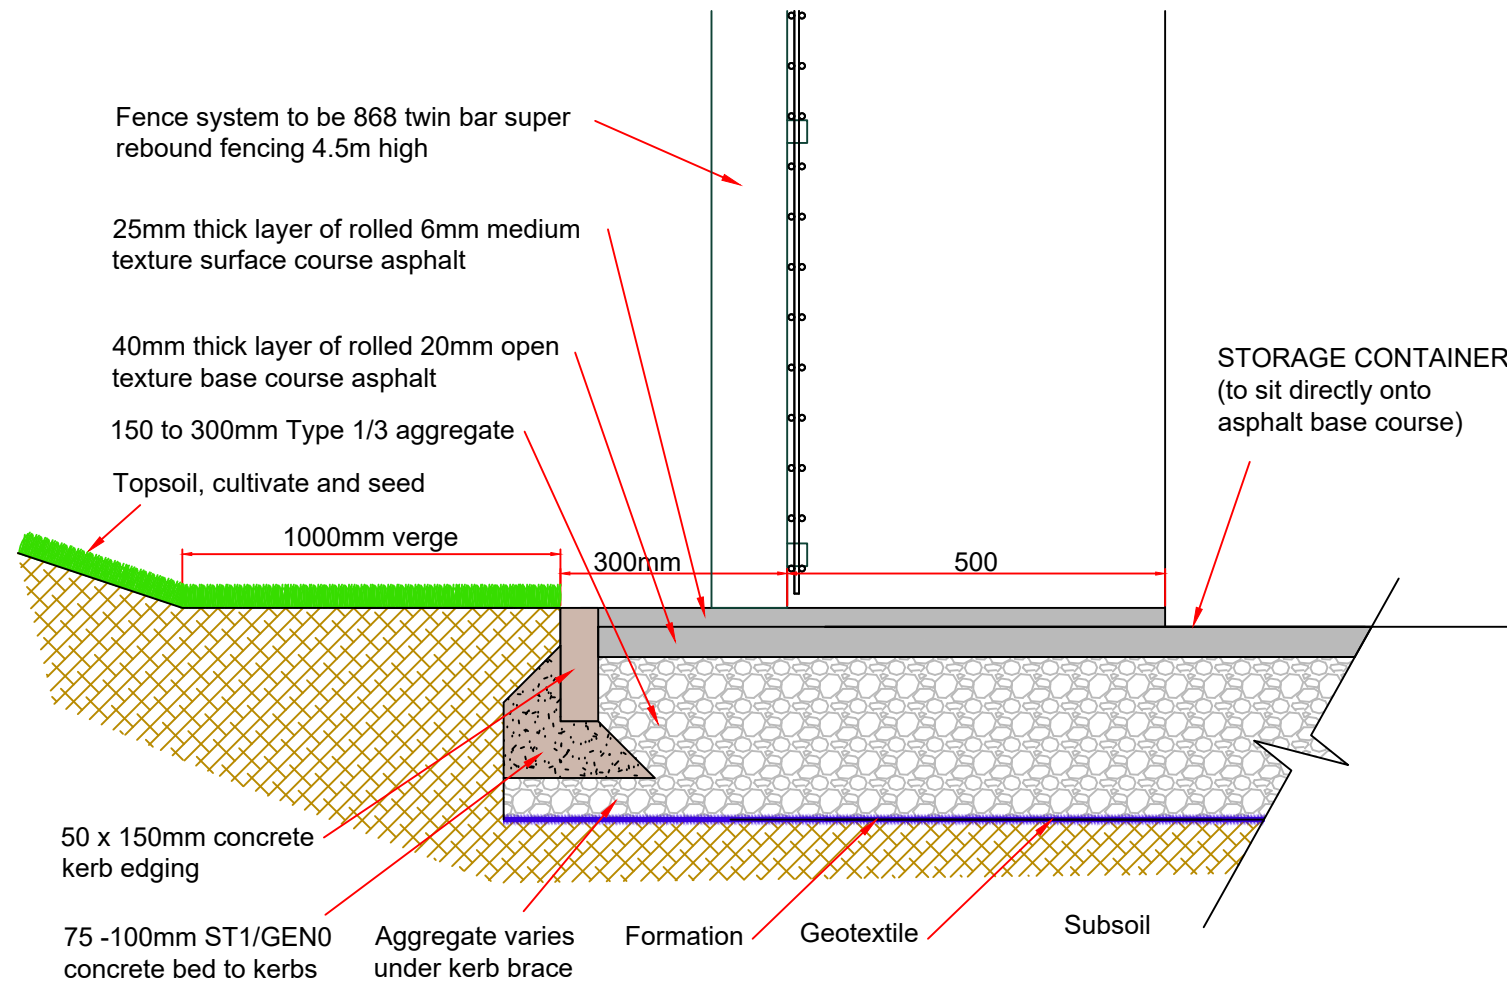 Fence system to be 868 twin bar super
rebound fencing 4.5m high
25mm thick layer of rolled 6mm medium
texture surface course asphalt
40mm thick layer of rolled 20mm open
texture base course asphalt
150 to 300mm Type 1/3 aggregate
Topsoil, cultivate and seed
1000mm verge
300mm
500
STORAGE CONTAINER
(to sit directly onto
asphalt base course)
50 x 150mm concrete
kerb edging
75 -100mm ST1/GEN0
concrete bed to kerbs
Aggregate varies
under kerb brace
Formation
Geotextile
Subsoil